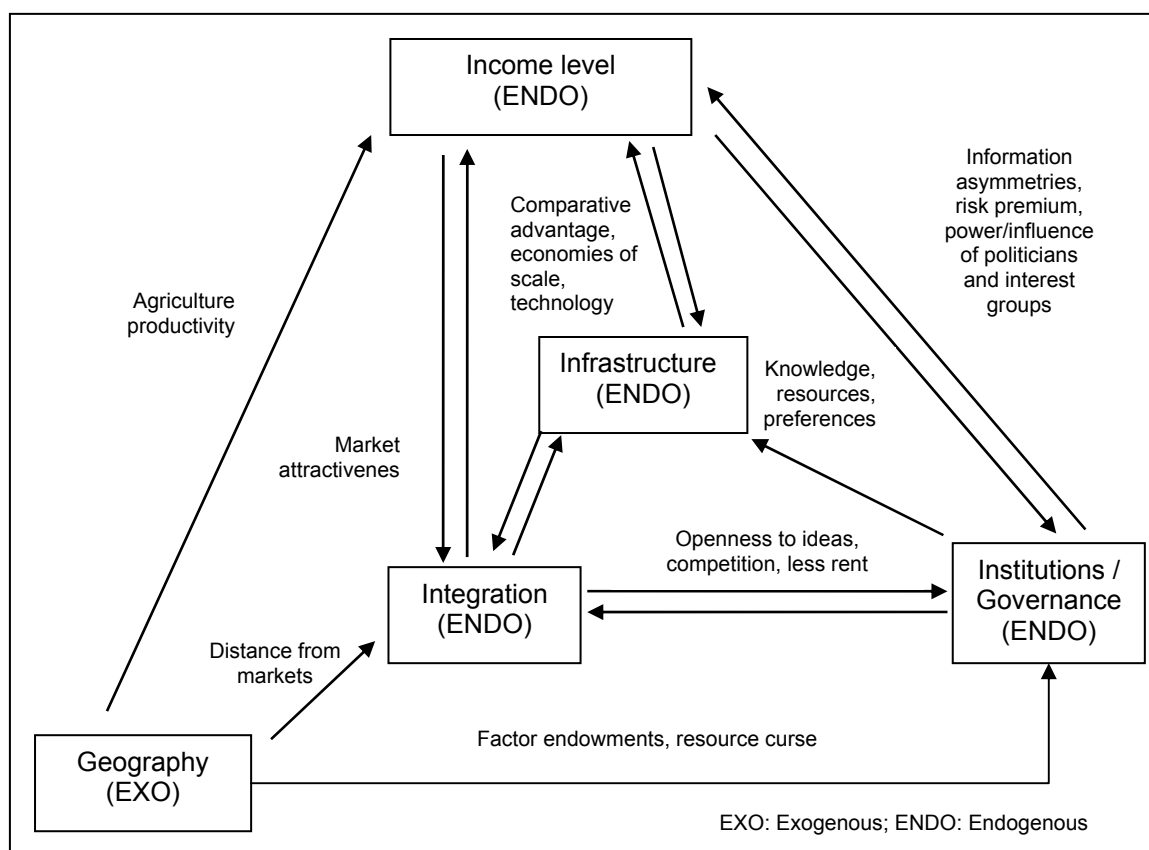 Income level
(ENDO)
Information
asymmetries,
risk premium,
power/influence
of politicians
and interest
groups
Comparative
advantage,
economies of
scale,
technology
Agriculture
productivity
Infrastructure
(ENDO)
Knowledge,
resources,
preferences
Market
attractivenes
Openness to ideas,
competition, less rent
Integration
(ENDO)
Institutions /
Governance
(ENDO)
Distance from
markets
Factor endowments, resource curse
Geography
(EXO)
EXO: Exogenous; ENDO: Endogenous